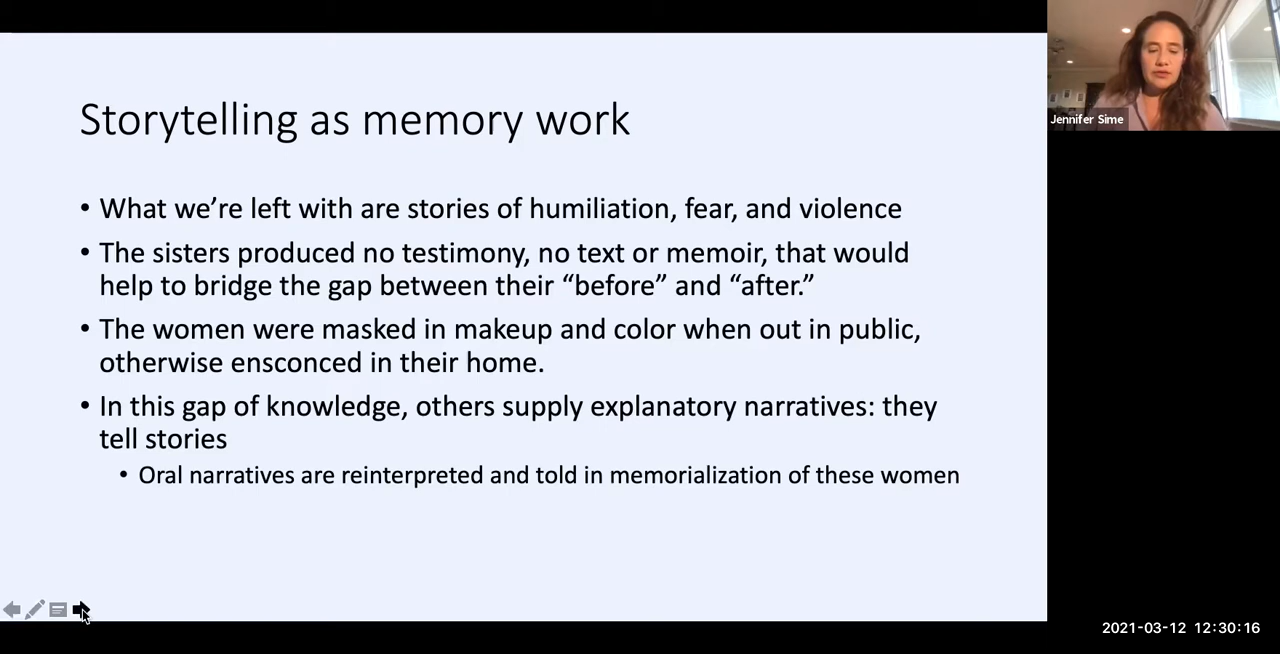 Storytelling as memory work
• What we’re left with are stories of humiliation, fear, and violence
• The sisters produced no testimony, no text or memoir, that would
help to bridge the gap between their “before” and “after.”
• The women were masked in makeup and color when out in public,
otherwise ensconced in their home.
• In this gap of knowledge, others supply explanatory narratives: they
tell stories
• Oral narratives are reinterpreted and told in memorialization of these women
Jennifer Sime
2021-03-12 12:30:16